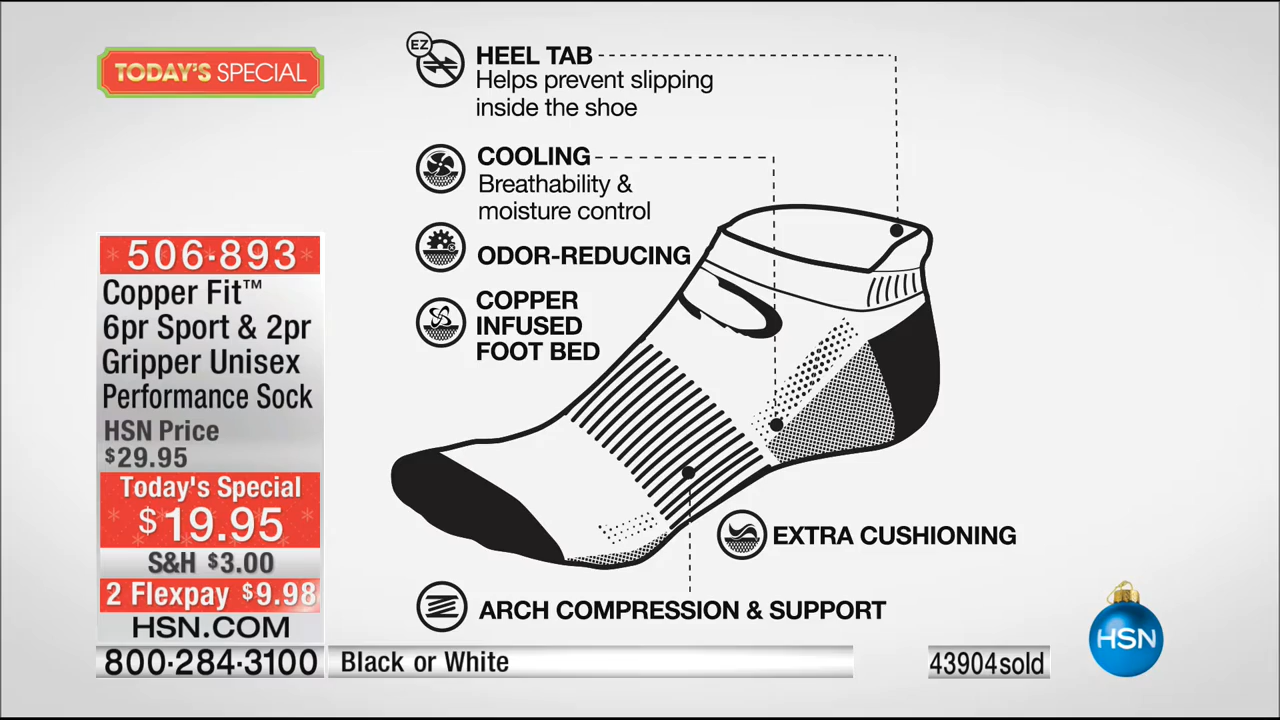 TODAY'S SPECIAL
506·893
Copper Fit™
6pr Sport & 2pr
Gripper Unisex
Performance Sock
HSN Price
$29.95
Today's Special
$19.95
S&H $3.00
2 Flexpay $9.98
HSN.COM
800·284·3100
Black or White
43904sold
HSN
EZ
HEEL TAB
Helps prevent slipping
inside the shoe
COOLING
Breathability &
moisture control
ODOR-REDUCING
COPPER
INFUSED
FOOT BED
EXTRA CUSHIONING
ARCH COMPRESSION & SUPPORT